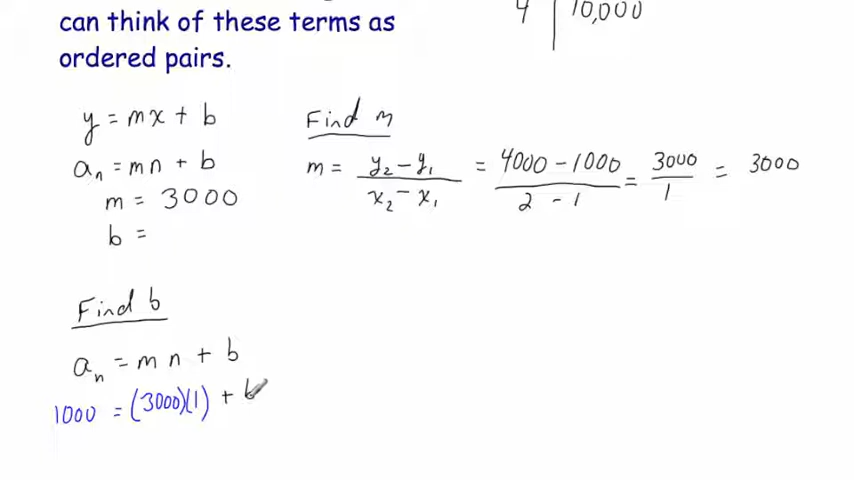 can think of these terms as
ordered pairs.
4 | 10,000
y = mx + b
aₙ = mn + b
m = 3000
b =
Find m
m = (y₂ - y₁)/(x₂ - x₁) = (4000 - 1000)/(2 - 1) = 3000/1 = 3000
Find b
aₙ = mn + b
1000 = (3000)(1) + b